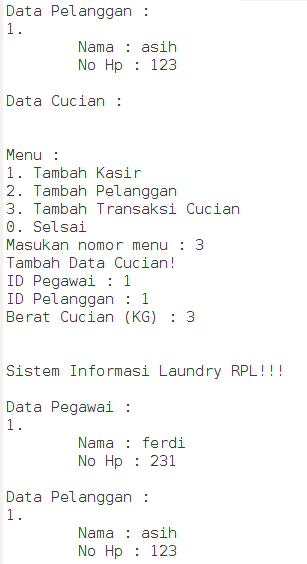 Data Pelanggan :
1.
Nama : asih
No Hp : 123
Data Cucian :
Menu :
1. Tambah Kasir
2. Tambah Pelanggan
3. Tambah Transaksi Cucian
0. Selsai
Masukan nomor menu : 3
Tambah Data Cucian!
ID Pegawai : 1
ID Pelanggan : 1
Berat Cucian (KG) : 3
Sistem Informasi Laundry RPL!!!
Data Pegawai :
1.
Nama : ferdi
No Hp : 231
Data Pelanggan :
1.
Nama : asih
No Hp : 123